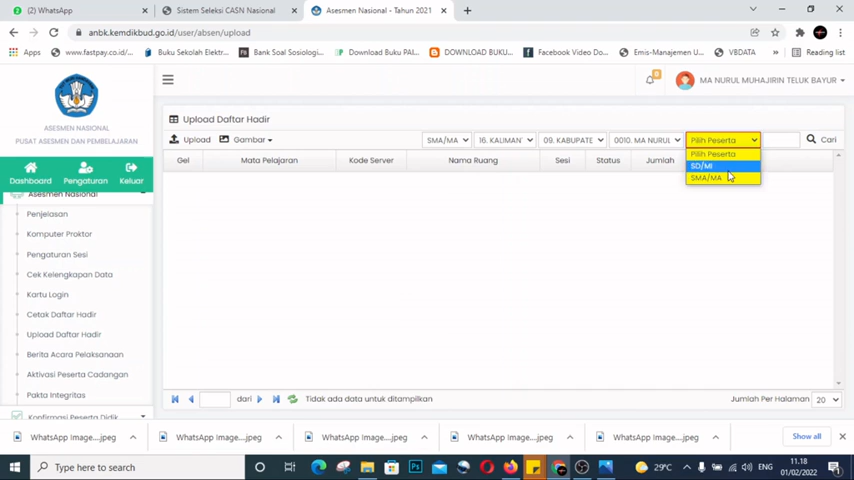 (2) WhatsApp
Sistem Seleksi CASN Nasional
Asesmen Nasional - Tahun 2021
anbk.kemdikbud.go.id/user/absen/upload
Apps
www.fastpay.co.id/...
Buku Sekolah Elektr...
Bank Soal Sosiologi...
Download Buku PAI...
DOWNLOAD BUKU...
Facebook Video Do...
Emis-Manajemen U...
VBDATA
Reading list
MA NURUL MUHAJIRIN TELUK BAYUR
ASESMEN NASIONAL
PUSAT ASESMEN DAN PEMBELAJARAN
Dashboard
Pengaturan
Keluar
Asesmen Nasional
Penjelasan
Komputer Proktor
Pengaturan Sesi
Cek Kelengkapan Data
Kartu Login
Cetak Daftar Hadir
Upload Daftar Hadir
Berita Acara Pelaksanaan
Aktivasi Peserta Cadangan
Pakta Integritas
Konfirmasi Peserta Didik
Upload Daftar Hadir
Upload
Gambar
SMA/MA
16. KALIMAN
09. KABUPATE
0010. MA NURUL
Pilih Peserta
Cari
Pilih Peserta
SD/MI
SMA/MA
Gel
Mata Pelajaran
Kode Server
Nama Ruang
Sesi
Status
Jumlah
dari
Tidak ada data untuk ditampilkan
Jumlah Per Halaman
20
WhatsApp Image....jpeg
WhatsApp Image....jpeg
WhatsApp Image....jpeg
WhatsApp Image....jpeg
WhatsApp Image....jpeg
Show all
Type here to search
29°C
ENG
11.18
01/02/2022